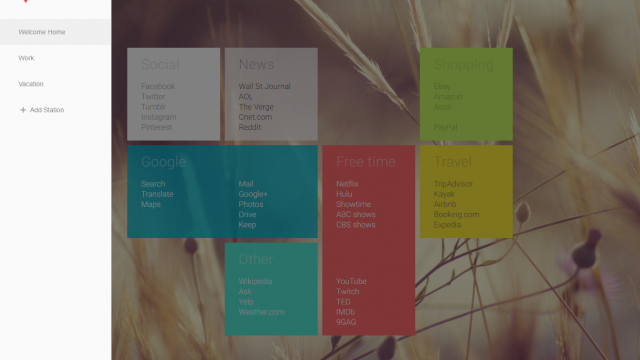 Welcome Home
Work
Vacation
+ Add Station
Social
Facebook
Twitter
Tumblr
Instagram
Pinterest
News
Wall St Journal
AOL
The Verge
Cnet.com
Reddit
Shopping
Ebay
Amazon
Asos
PayPal
Google
Search
Translate
Maps
Mail
Google+
Photos
Drive
Keep
Free time
Netflix
Hulu
Showtime
ABC shows
CBS shows
YouTube
Twitch
TED
IMDb
9GAG
Travel
TripAdvisor
Kayak
Airbnb
Booking.com
Expedia
Other
Wikipedia
Ask
Yelp
Weather.com